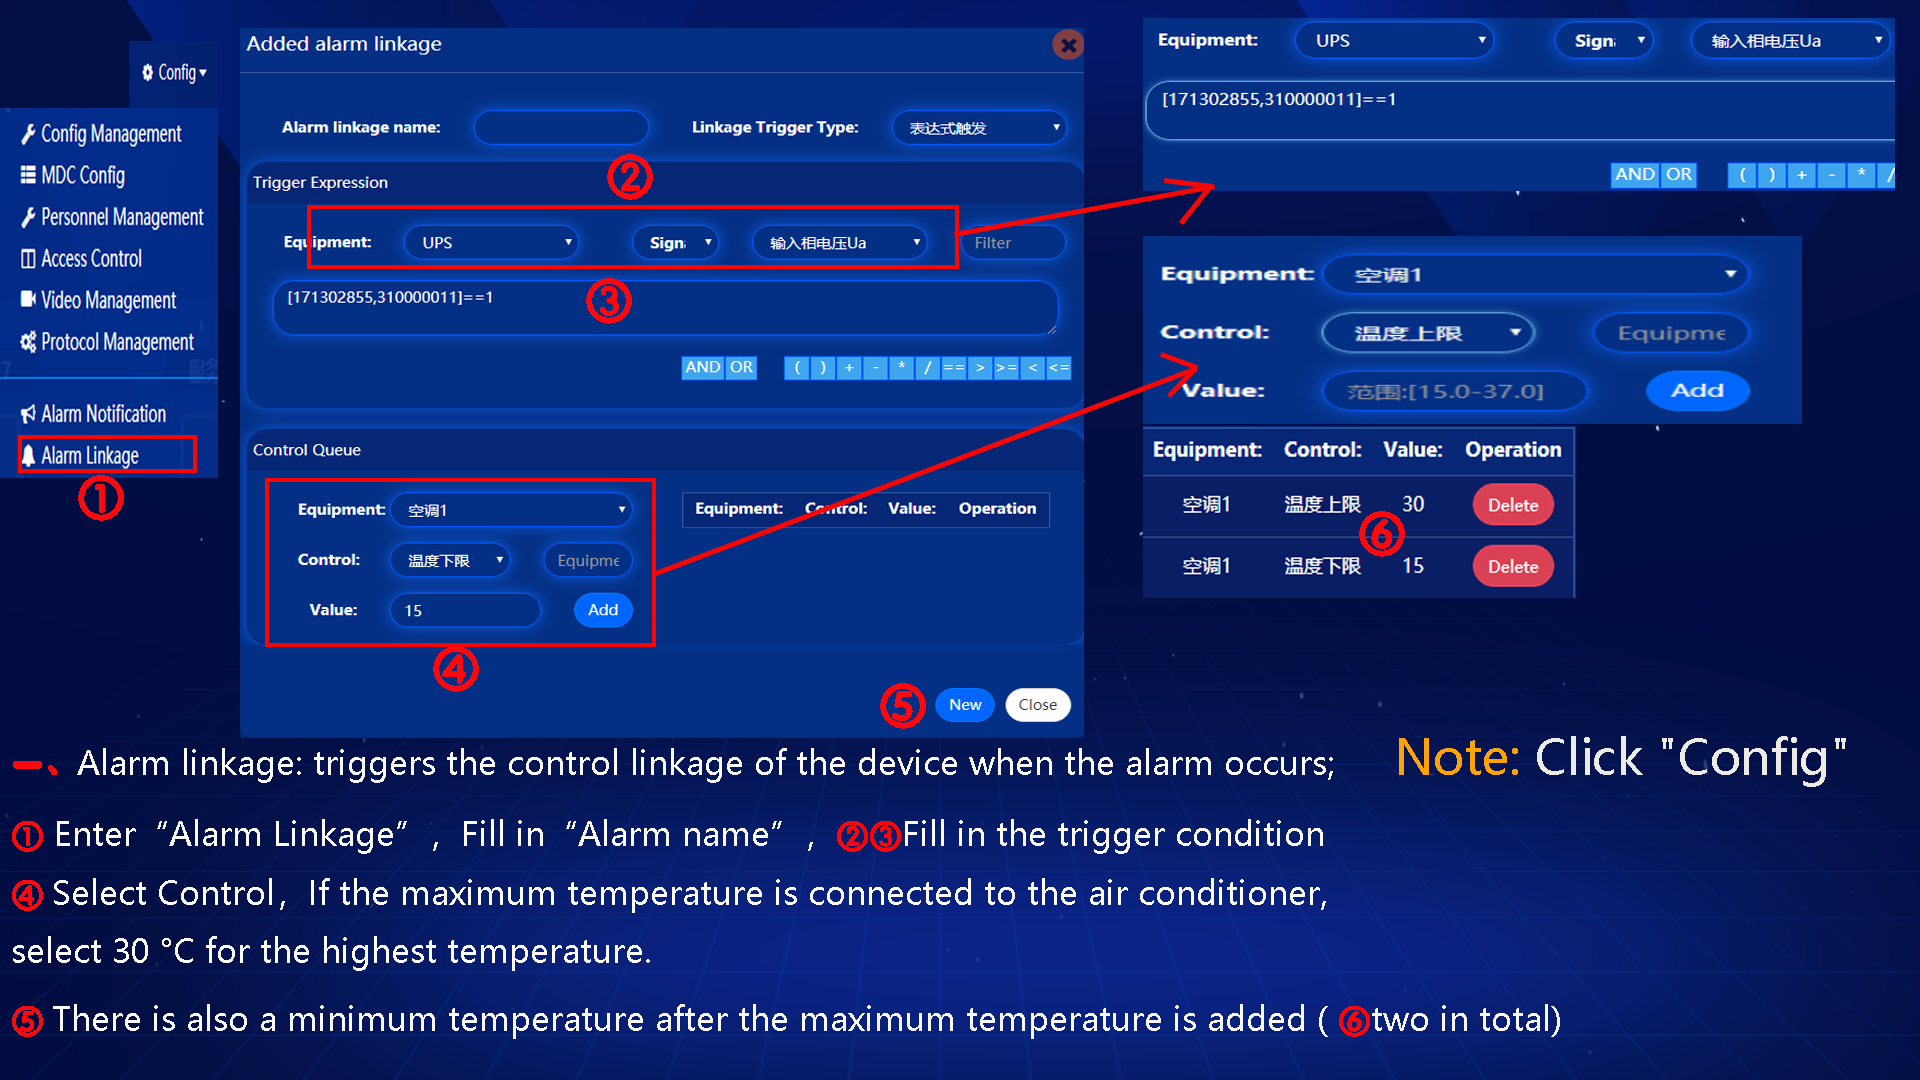 Config
Config Management
MDC Config
Personnel Management
Access Control
Video Management
Protocol Management
Alarm Notification
Alarm Linkage
①
Added alarm linkage
Alarm linkage name:
Linkage Trigger Type: 表达式触发
②
Trigger Expression
Equipment: UPS Sign 输入相电压Ua Filter
[171302855,310000011]==1
③
AND OR ( ) + - * / == > >= < <=
Control Queue
Equipment: 空调1
Control: 温度下限 Equipme
Value: 15 Add
Equipment: Control: Value: Operation
④
⑤ New Close
Equipment: UPS Sign 输入相电压Ua
[171302855,310000011]==1
AND OR ( ) + - * /
Equipment: 空调1
Control: 温度上限 Equipme
Value: 范围:[15.0-37.0] Add
Equipment: Control: Value: Operation
空调1 温度上限 30 Delete
⑥
空调1 温度下限 15 Delete
一、Alarm linkage: triggers the control linkage of the device when the alarm occurs;
Note: Click "Config"
① Enter “Alarm Linkage”, Fill in “Alarm name”, ②③Fill in the trigger condition
④ Select Control, If the maximum temperature is connected to the air conditioner,
select 30 °C for the highest temperature.
⑤ There is also a minimum temperature after the maximum temperature is added ( ⑥two in total)